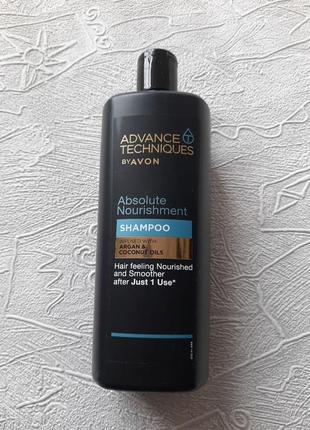 ADVANCE T
TECHNIQUES
BY AVON
Absolute
Nourishment
SHAMPOO
INFUSED WITH
ARGAN &
COCONUT OILS
Hair feeling Nourished
and Smoother
after Just 1 Use*